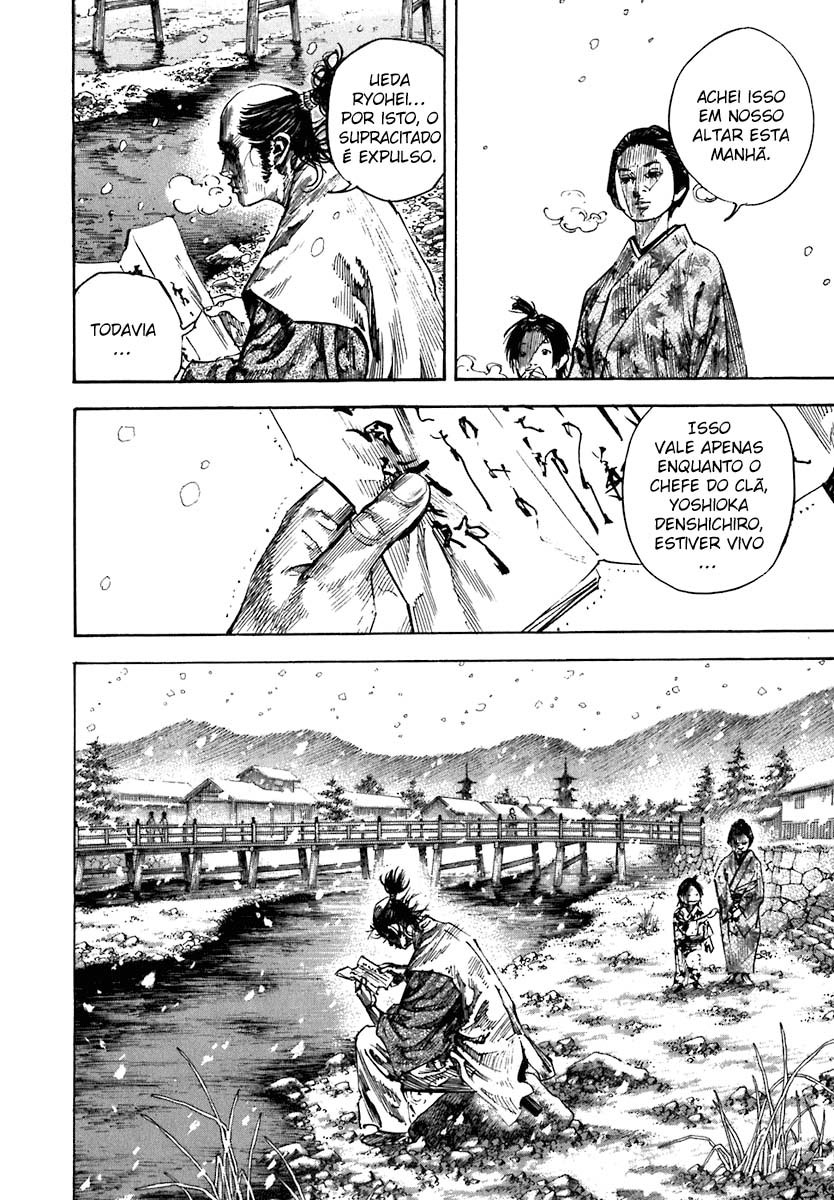 ACHEI ISSO
EM NOSSO
ALTAR ESTA
MANHÃ.
UEDA
RYOHEI...
POR ISTO, O
SUPRACITADO
É EXPULSO.
TODAVIA
...
ISSO
VALE APENAS
ENQUANTO O
CHEFE DO CLÃ,
YOSHIOKA
DENSHICHIRO,
ESTIVER VIVO
...